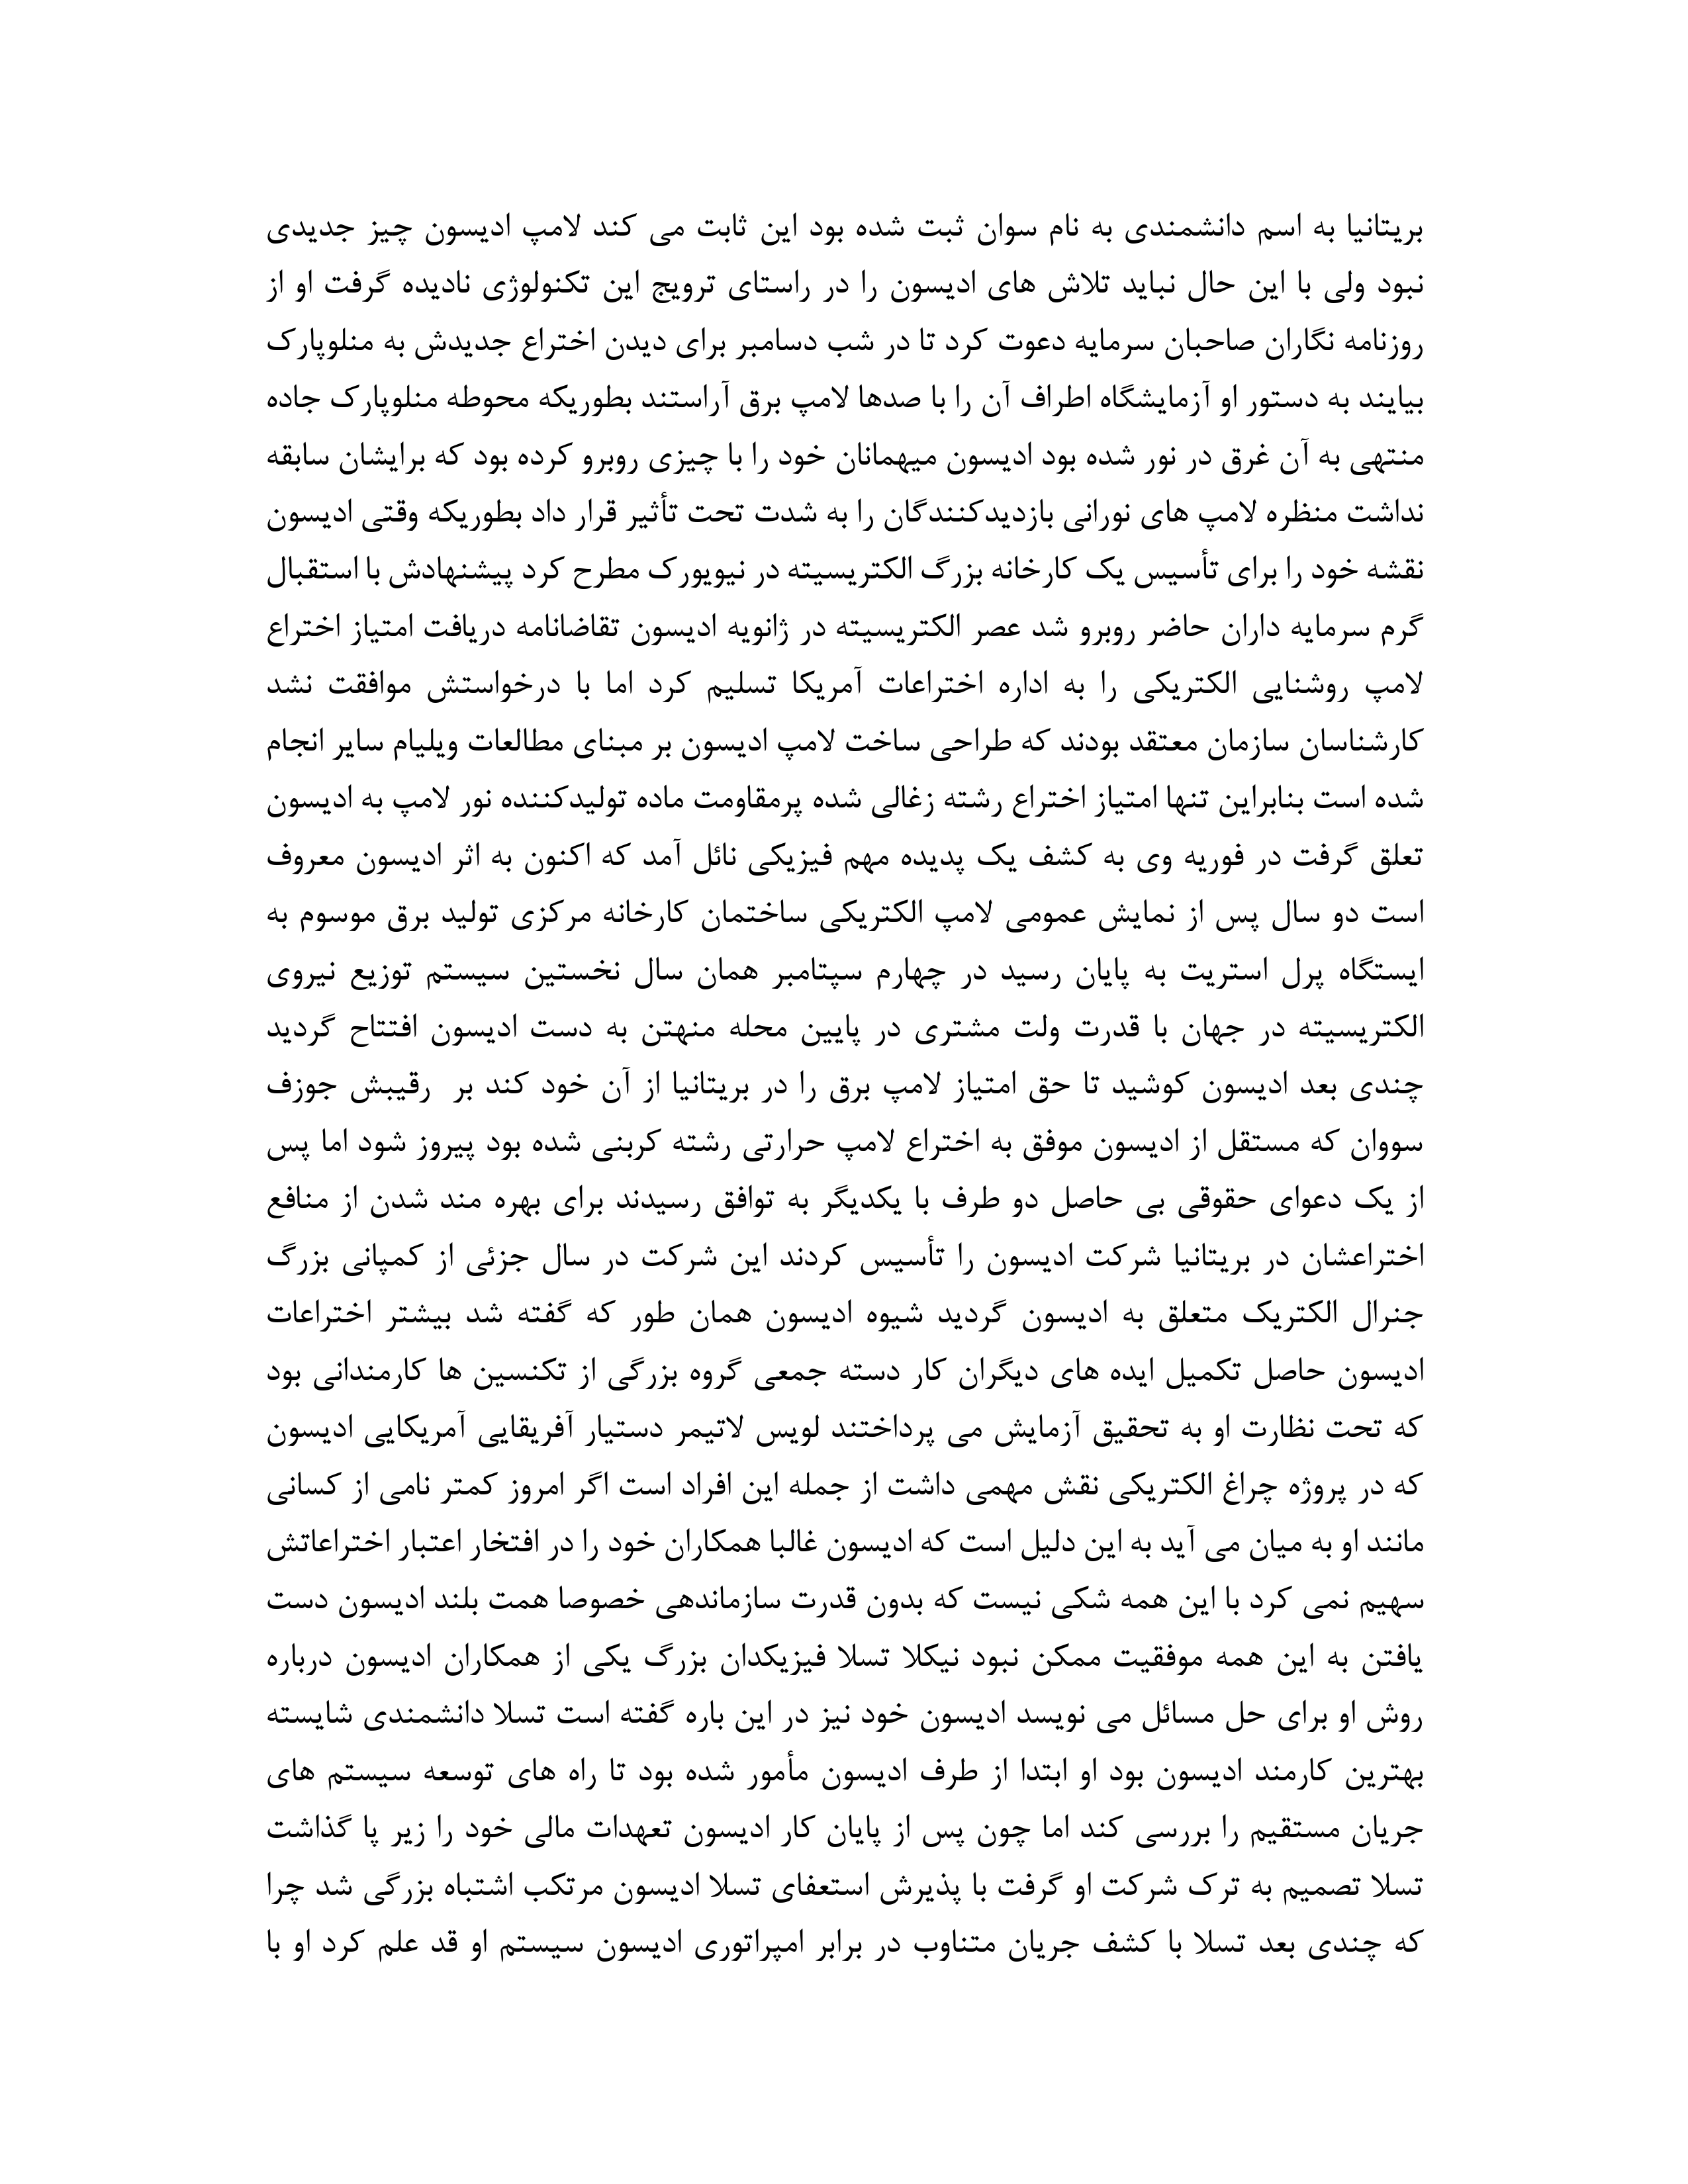 بریتانیا به اسم دانشمندی به نام سوان ثبت شده بود این ثابت می کند لامپ ادیسون چیز جدیدی
نبود ولی با این حال نباید تلاش های ادیسون را در راستای ترویج این تکنولوژی نادیده گرفت او از
روزنامه نگاران صاحبان سرمایه دعوت کرد تا در شب دسامبر برای دیدن اختراع جدیدش به منلوپارک
بیایند به دستور او آزمایشگاه اطراف آن را با صدها لامپ برق آراستند بطوریکه محوطه منلوپارک جاده
منتهی به آن غرق در نور شده بود ادیسون میهمانان خود را با چیزی روبرو کرده بود که برایشان سابقه
نداشت منظره لامپ های نورانی بازدیدکنندگان را به شدت تحت تأثیر قرار داد بطوریکه وقتی ادیسون
نقشه خود را برای تأسیس یک کارخانه بزرگ الکتریسیته در نیویورک مطرح کرد پیشنهادش با استقبال
گرم سرمایه داران حاضر روبرو شد عصر الکتریسیته در ژانویه ادیسون تقاضانامه دریافت امتیاز اختراع
لامپ روشنایی الکتریکی را به اداره اختراعات آمریکا تسلیم کرد اما با درخواستش موافقت نشد
کارشناسان سازمان معتقد بودند که طراحی ساخت لامپ ادیسون بر مبنای مطالعات ویلیام سایر انجام
شده است بنابراین تنها امتیاز اختراع رشته زغالی شده پرمقاومت ماده تولیدکننده نور لامپ به ادیسون
تعلق گرفت در فوریه وی به کشف یک پدیده مهم فیزیکی نائل آمد که اکنون به اثر ادیسون معروف
است دو سال پس از نمایش عمومی لامپ الکتریکی ساختمان کارخانه مرکزی تولید برق موسوم به
ایستگاه پرل استریت به پایان رسید در چهارم سپتامبر همان سال نخستین سیستم توزیع نیروی
الکتریسیته در جهان با قدرت ولت مشتری در پایین محله منهتن به دست ادیسون افتتاح گردید
چندی بعد ادیسون کوشید تا حق امتیاز لامپ برق را در بریتانیا از آن خود کند بر  رقیبش جوزف
سووان که مستقل از ادیسون موفق به اختراع لامپ حرارتی رشته کربنی شده بود پیروز شود اما پس
از یک دعوای حقوقی بی حاصل دو طرف با یکدیگر به توافق رسیدند برای بهره مند شدن از منافع
اختراعشان در بریتانیا شرکت ادیسون را تأسیس کردند این شرکت در سال جزئی از کمپانی بزرگ
جنرال الکتریک متعلق به ادیسون گردید شیوه ادیسون همان طور که گفته شد بیشتر اختراعات
ادیسون حاصل تکمیل ایده های دیگران کار دسته جمعی گروه بزرگی از تکنسین ها کارمندانی بود
که تحت نظارت او به تحقیق آزمایش می پرداختند لویس لاتیمر دستیار آفریقایی آمریکایی ادیسون
که در پروژه چراغ الکتریکی نقش مهمی داشت از جمله این افراد است اگر امروز کمتر نامی از کسانی
مانند او به میان می آید به این دلیل است که ادیسون غالبا همکاران خود را در افتخار اعتبار اختراعاتش
سهیم نمی کرد با این همه شکی نیست که بدون قدرت سازماندهی خصوصا همت بلند ادیسون دست
یافتن به این همه موفقیت ممکن نبود نیکلا تسلا فیزیکدان بزرگ یکی از همکاران ادیسون درباره
روش او برای حل مسائل می نویسد ادیسون خود نیز در این باره گفته است تسلا دانشمندی شایسته
بهترین کارمند ادیسون بود او ابتدا از طرف ادیسون مأمور شده بود تا راه های توسعه سیستم های
جریان مستقیم را بررسی کند اما چون پس از پایان کار ادیسون تعهدات مالی خود را زیر پا گذاشت
تسلا تصمیم به ترک شرکت او گرفت با پذیرش استعفای تسلا ادیسون مرتکب اشتباه بزرگی شد چرا
که چندی بعد تسلا با کشف جریان متناوب در برابر امپراتوری ادیسون سیستم او قد علم کرد او با